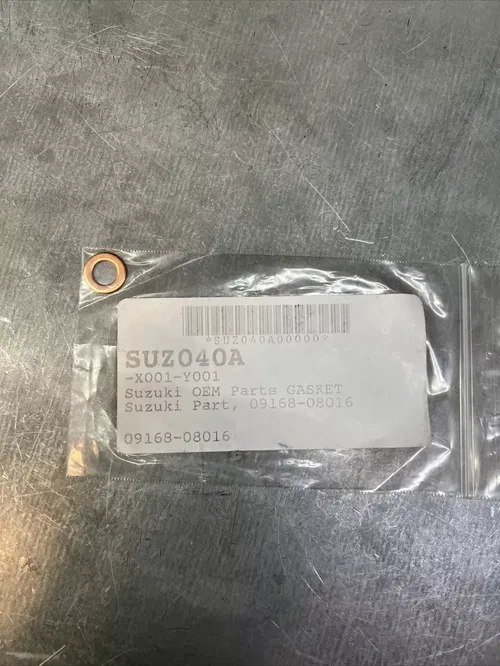 *SUZ040A00000*
SUZ040A
-X001-Y001
Suzuki OEM Parts GASKET
Suzuki Part, 09168-08016
09168-08016